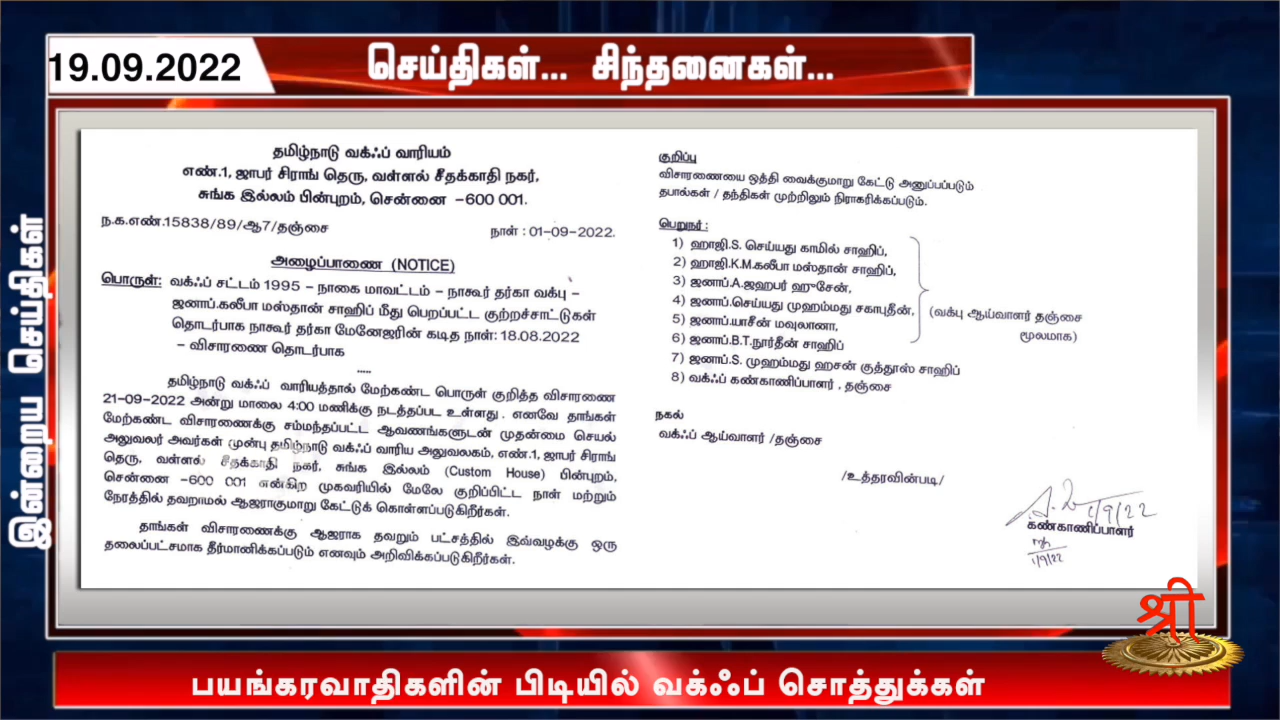 19.09.2022
செய்திகள்... சிந்தனைகள்...
இன்றைய செய்திகள்
தமிழ்நாடு வக்ஃப் வாரியம்
எண்.1, ஜாபர் சிராங் தெரு, வள்ளல் சீதக்காதி நகர்,
சுங்க இல்லம் பின்புறம், சென்னை –600 001.
ந.க.எண்.15838/89/ஆ7/தஞ்சை நாள் : 01-09-2022.
அழைப்பாணை (NOTICE)
பொருள்: வக்ஃப் சட்டம் 1995 – நாகை மாவட்டம் – நாகூர் தர்கா வக்பு –
ஜனாப்.கலீபா மஸ்தான் சாஹிப் மீது பெறப்பட்ட குற்றச்சாட்டுகள்
தொடர்பாக நாகூர் தர்கா மேனேஜரின் கடித நாள்: 18.08.2022
– விசாரணை தொடர்பாக
.....
தமிழ்நாடு வக்ஃப் வாரியத்தால் மேற்கண்ட பொருள் குறித்த விசாரணை
21-09-2022 அன்று மாலை 4:00 மணிக்கு நடத்தப்பட உள்ளது . எனவே தாங்கள்
மேற்கண்ட விசாரணைக்கு சம்மந்தப்பட்ட ஆவணங்களுடன் முதன்மை செயல்
அலுவலர் அவர்கள் முன்பு தமிழ்நாடு வக்ஃப் வாரிய அலுவலகம், எண்.1, ஜாபர் சிராங்
தெரு, வள்ளல் சீதக்காதி நகர், சுங்க இல்லம் (Custom House) பின்புறம்,
சென்னை –600 001 என்கிற முகவரியில் மேலே குறிப்பிட்ட நாள் மற்றும்
நேரத்தில் தவறாமல் ஆஜராகுமாறு கேட்டுக் கொள்ளப்படுகிறீர்கள்.
தாங்கள் விசாரணைக்கு ஆஜராக தவறும் பட்சத்தில் இவ்வழக்கு ஒரு
தலைப்பட்சமாக தீர்மானிக்கப்படும் எனவும் அறிவிக்கப்படுகிறீர்கள்.
குறிப்பு
விசாரணையை ஒத்தி வைக்குமாறு கேட்டு அனுப்பப்படும்
தபால்கள் / தந்திகள் முற்றிலும் நிராகரிக்கப்படும்.
பெறுநர் :
1) ஹாஜி.S. செய்யது காமில் சாஹிப்,
2) ஹாஜி.K.M.கலீபா மஸ்தான் சாஹிப்,
3) ஜனாப்.A.ஜஹபர் ஹுசேன்,
4) ஜனாப்.செய்யது முஹம்மது சகாபுதீன்,
5) ஜனாப்.யாசீன் மவுலானா,
6) ஜனாப்.B.T.நூர்தீன் சாஹிப்
(வக்பு ஆய்வாளர் தஞ்சை
மூலமாக)
7) ஜனாப்.S. முஹம்மது ஹசன் குத்தூஸ் சாஹிப்
8) வக்ஃப் கண்காணிப்பாளர் , தஞ்சை
நகல்
வக்ஃப் ஆய்வாளர் /தஞ்சை
/உத்தரவின்படி/
1/9/22
கண்காணிப்பாளர்
1/9/22
ஸ்ரீ
பயங்கரவாதிகளின் பிடியில் வக்ஃப் சொத்துக்கள்